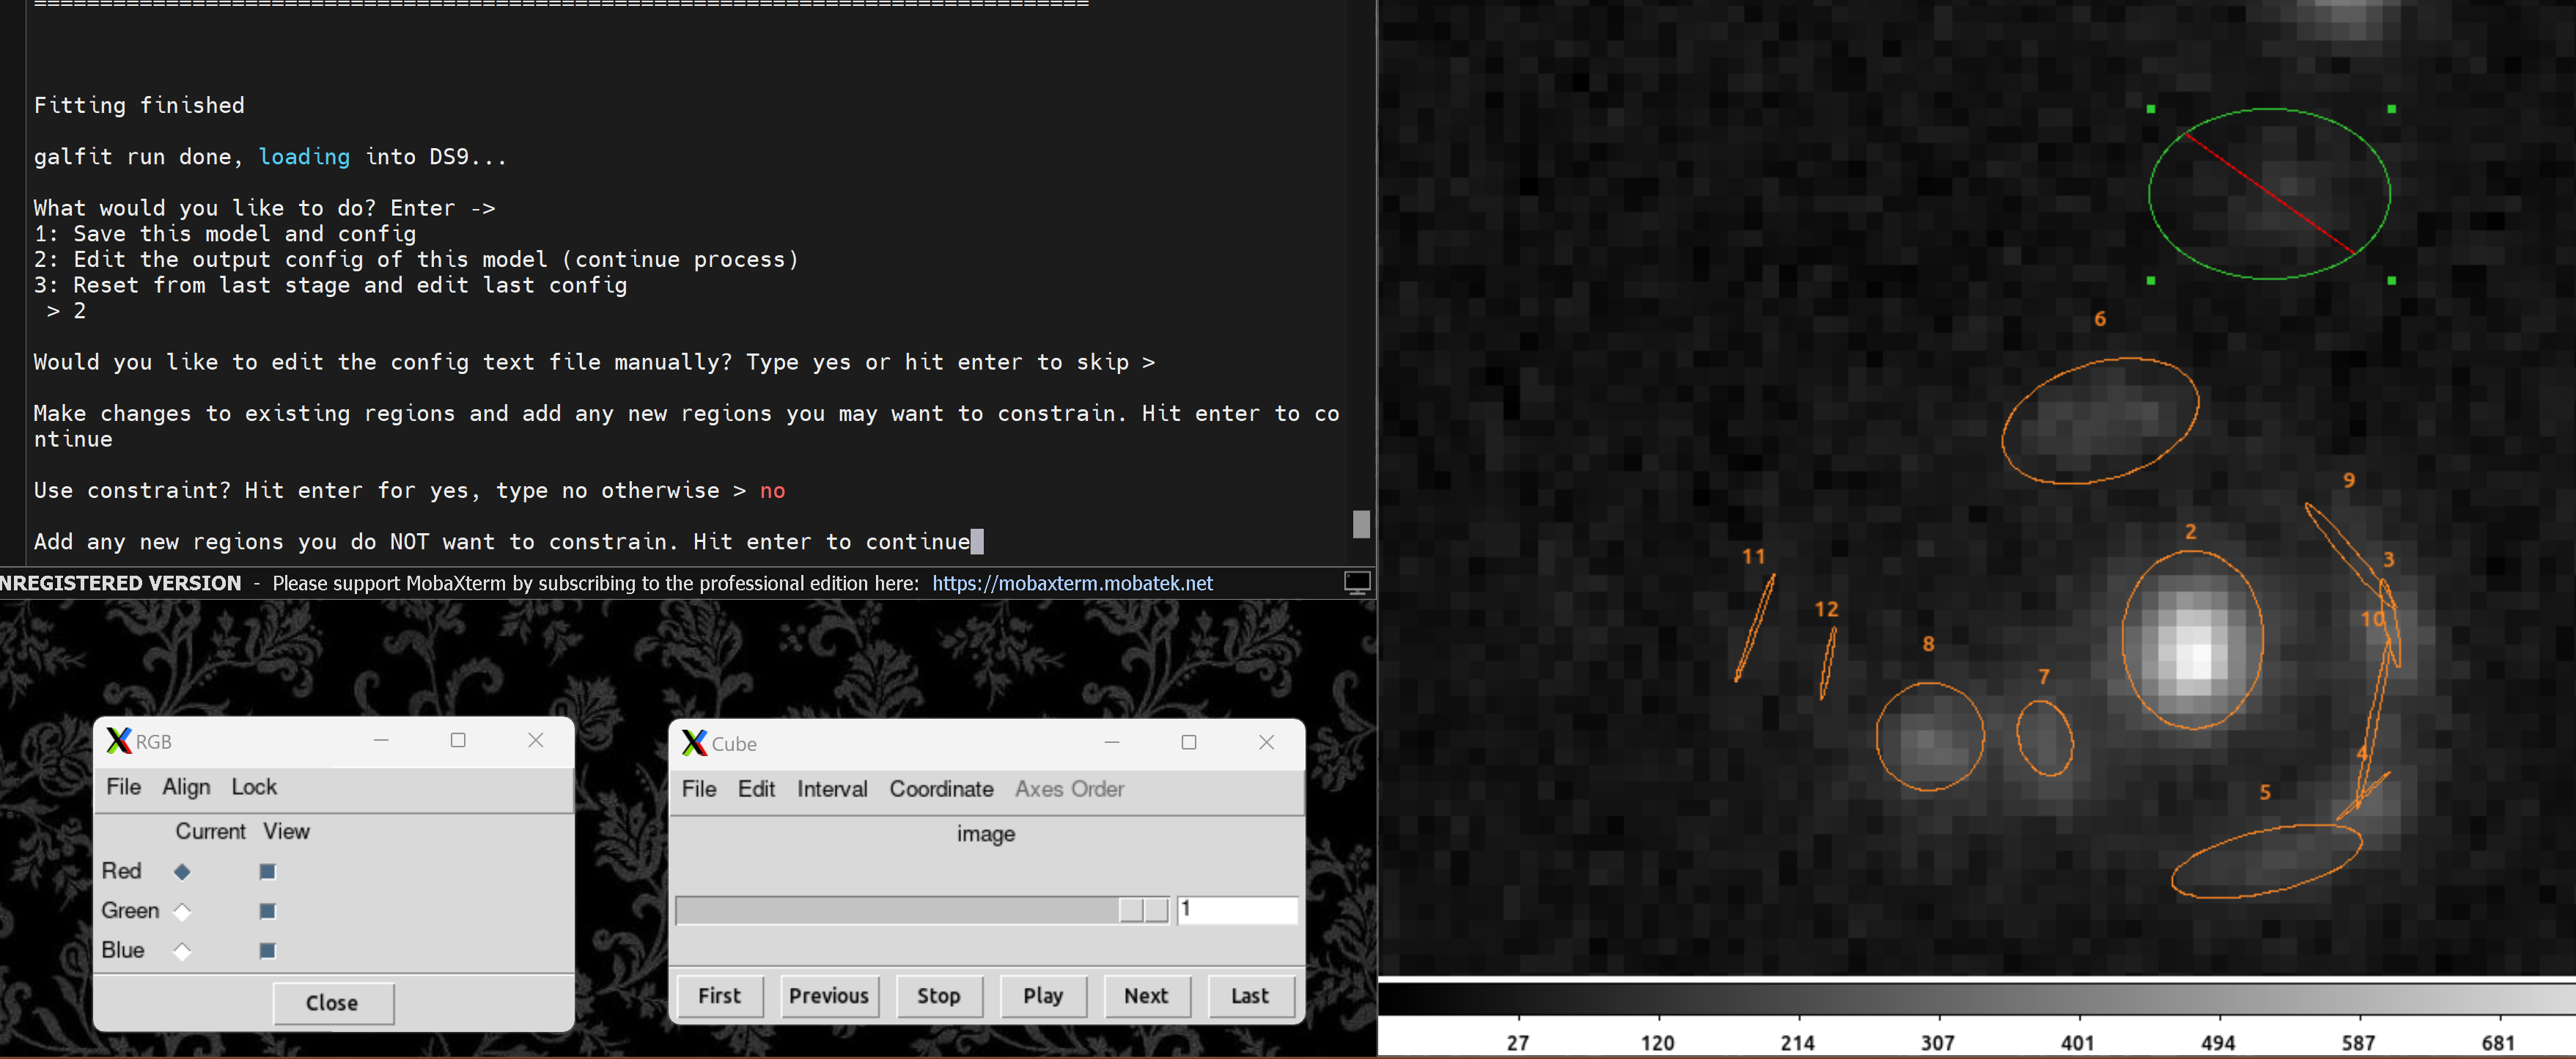 Fitting finished
galfit run done, loading into DS9...
What would you like to do? Enter ->
1: Save this model and config
2: Edit the output config of this model (continue process)
3: Reset from last stage and edit last config
> 2
Would you like to edit the config text file manually? Type yes or hit enter to skip >
Make changes to existing regions and add any new regions you may want to constrain. Hit enter to co
ntinue
Use constraint? Hit enter for yes, type no otherwise > no
Add any new regions you do NOT want to constrain. Hit enter to continue
NREGISTERED VERSION - Please support MobaXterm by subscribing to the professional edition here: https://mobaxterm.mobatek.net
RGB
File Align Lock
Current View
Red
Green
Blue
Close
Cube
File Edit Interval Coordinate Axes Order
image
1
First Previous Stop Play Next Last
6
9
2
3
11
12
10
8
7
4
5
27 120 214 307 401 494 587 681